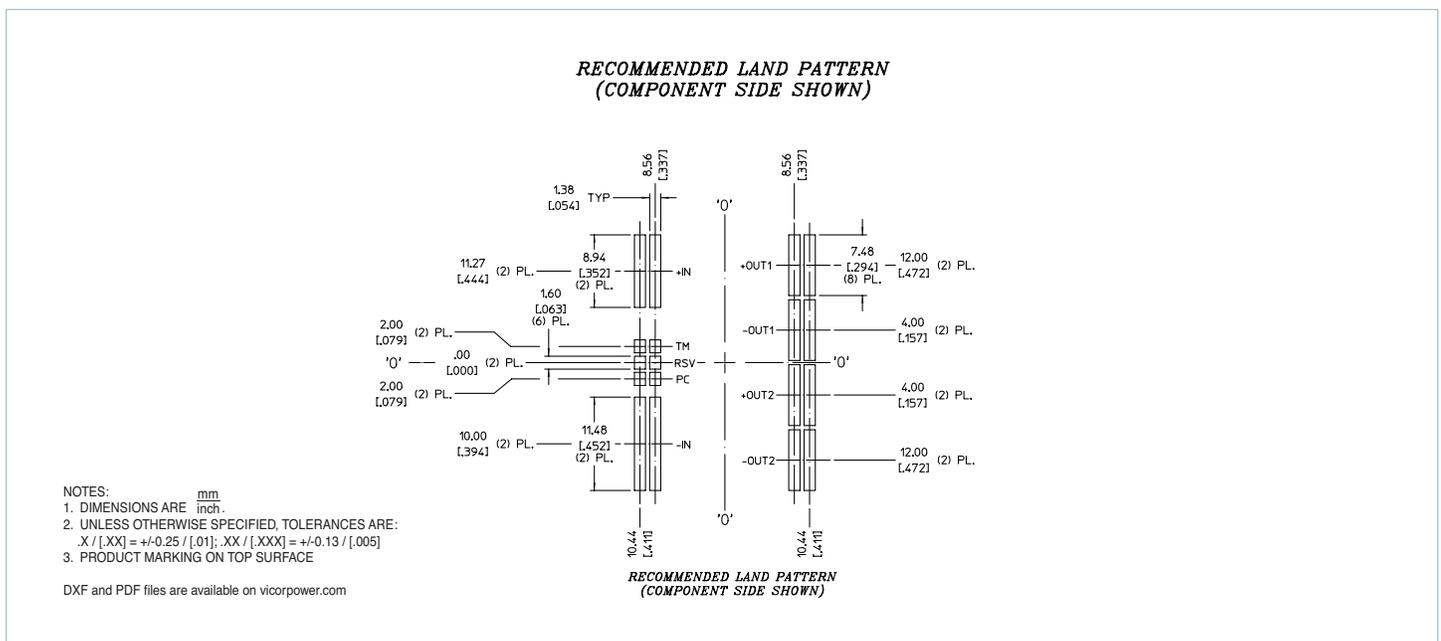 RECOMMENDED LAND PATTERN
(COMPONENT SIDE SHOWN)
8.56
[.337]
8.56
[.337]
1.38
[.054]
TYP
'0'
11.27
[.444]
(2) PL.
8.94
[.352]
(2) PL.
+IN
+OUT1
7.48
[.294]
(8) PL.
12.00
[.472]
(2) PL.
1.60
[.063]
(6) PL.
2.00
[.079]
(2) PL.
TM
-OUT1
4.00
[.157]
(2) PL.
'0'
.00
[.000]
(2) PL.
RSV
'0'
2.00
[.079]
(2) PL.
PC
+OUT2
4.00
[.157]
(2) PL.
10.00
[.394]
(2) PL.
11.48
[.452]
(2) PL.
-IN
-OUT2
12.00
[.472]
(2) PL.
'0'
10.44
[.411]
10.44
[.411]
RECOMMENDED LAND PATTERN
(COMPONENT SIDE SHOWN)
NOTES:
1. DIMENSIONS ARE mm
inch.
2. UNLESS OTHERWISE SPECIFIED, TOLERANCES ARE:
.X / [.XX] = +/-0.25 / [.01]; .XX / [.XXX] = +/-0.13 / [.005]
3. PRODUCT MARKING ON TOP SURFACE
DXF and PDF files are available on vicorpower.com